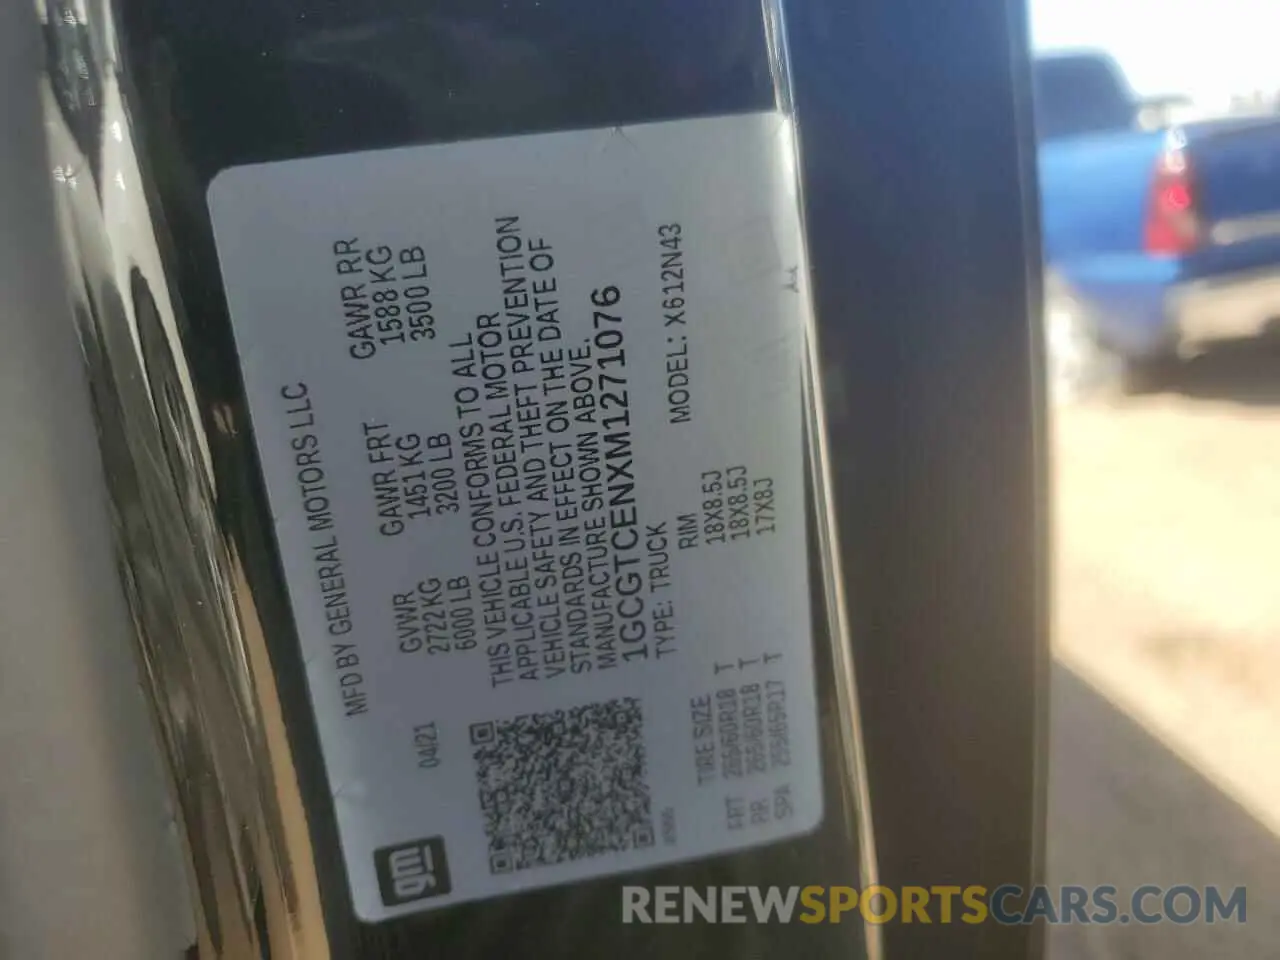 MFD BY GENERAL MOTORS LLC
04/21 GVWR GAWR FRT GAWR RR
2722 KG 1451 KG 1588 KG
6000 LB 3200 LB 3500 LB
THIS VEHICLE CONFORMS TO ALL
APPLICABLE U.S. FEDERAL MOTOR
VEHICLE SAFETY AND THEFT PREVENTION
STANDARDS IN EFFECT ON THE DATE OF
MANUFACTURE SHOWN ABOVE.
1GCGTCENXM1271076
TYPE: TRUCK MODEL: X612N43
TIRE SIZE RIM
FRT 265/60R18 T 18X8.5J
RR 265/60R18 T 18X8.5J
SPA 255/65R17 T 17X8J
gm
RENEWSPORTSCARS.COM